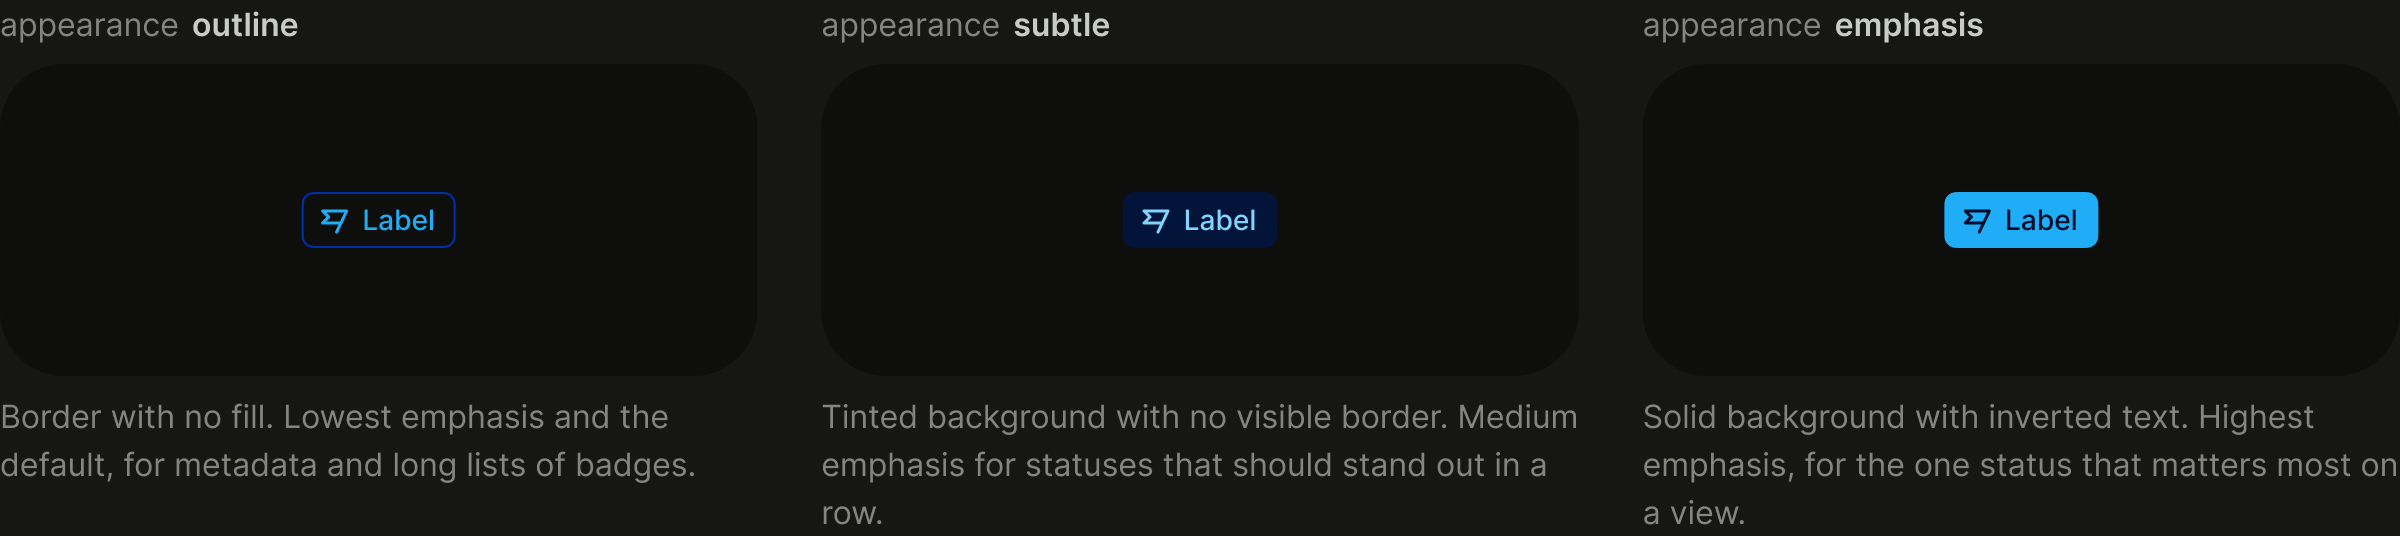 appearance outline
Label
Border with no fill. Lowest emphasis and the
default, for metadata and long lists of badges.
appearance subtle
Label
Tinted background with no visible border. Medium
emphasis for statuses that should stand out in a
row.
appearance emphasis
Label
Solid background with inverted text. Highest
emphasis, for the one status that matters most on
a view.